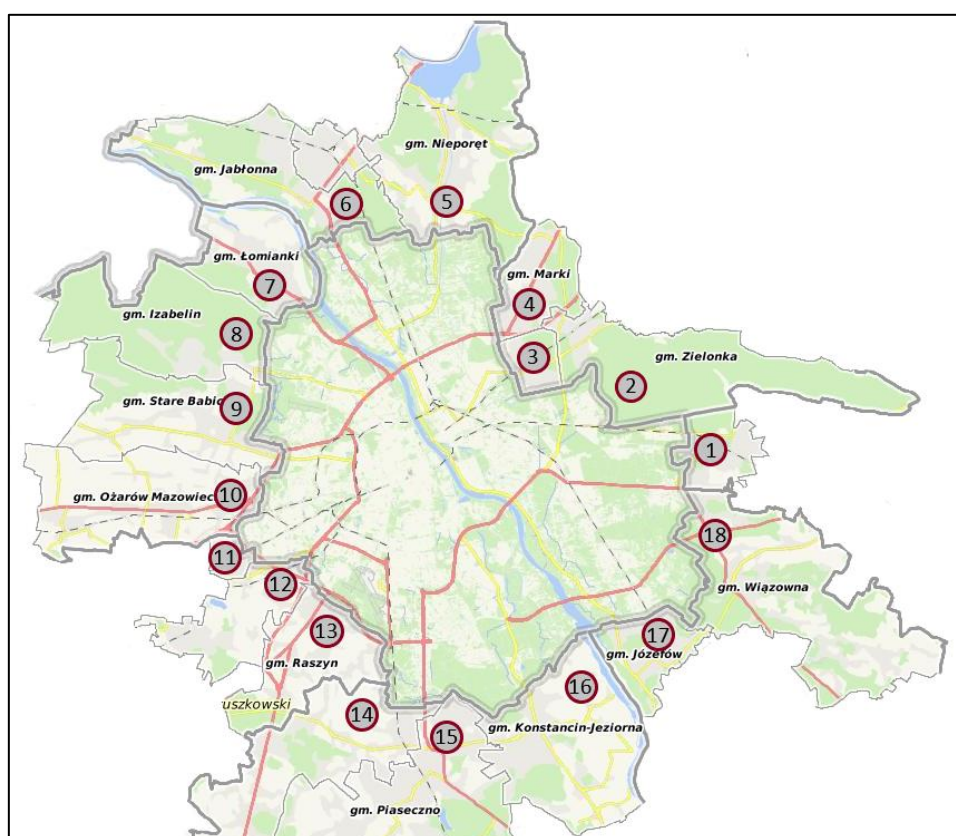 gm. Nieporęt
gm. Jabłonna
5
6
gm. Łomianki
gm. Marki
7
4
gm. Izabelin
8
3
gm. Zielonka
2
gm. Stare Babic
9
1
10
gm. Ożarów Mazowiec
18
11
12
gm. Wiązowna
13
17
gm. Józefów
gm. Raszyn
16
uszkowski
14
gm. Konstancin-Jeziorna
15
gm. Piaseczno